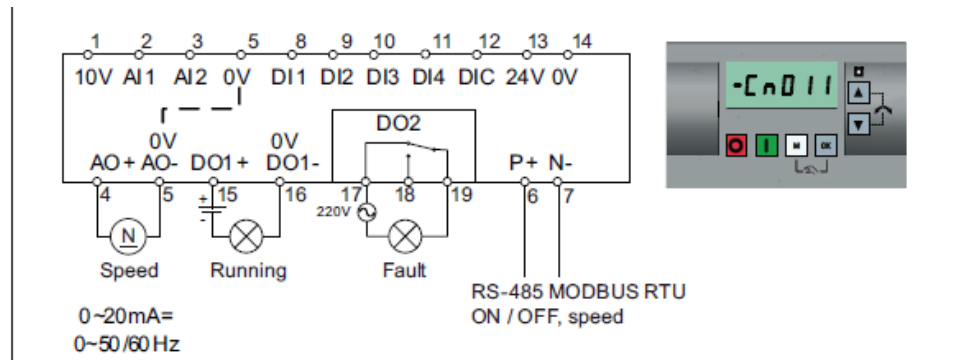 1 2 3 5 8 9 10 11 12 13 14
10V AI1 AI2 0V DI1 DI2 DI3 DI4 DIC 24V 0V
-Cn011
DO2
0V 0V
AO+ AO- DO1+ DO1- P+ N-
4 5 15 16 17 18 19 6 7
+
-
220V
N
M OK
Speed Running Fault
RS-485 MODBUS RTU
ON / OFF, speed
0~20mA=
0~50/60 Hz